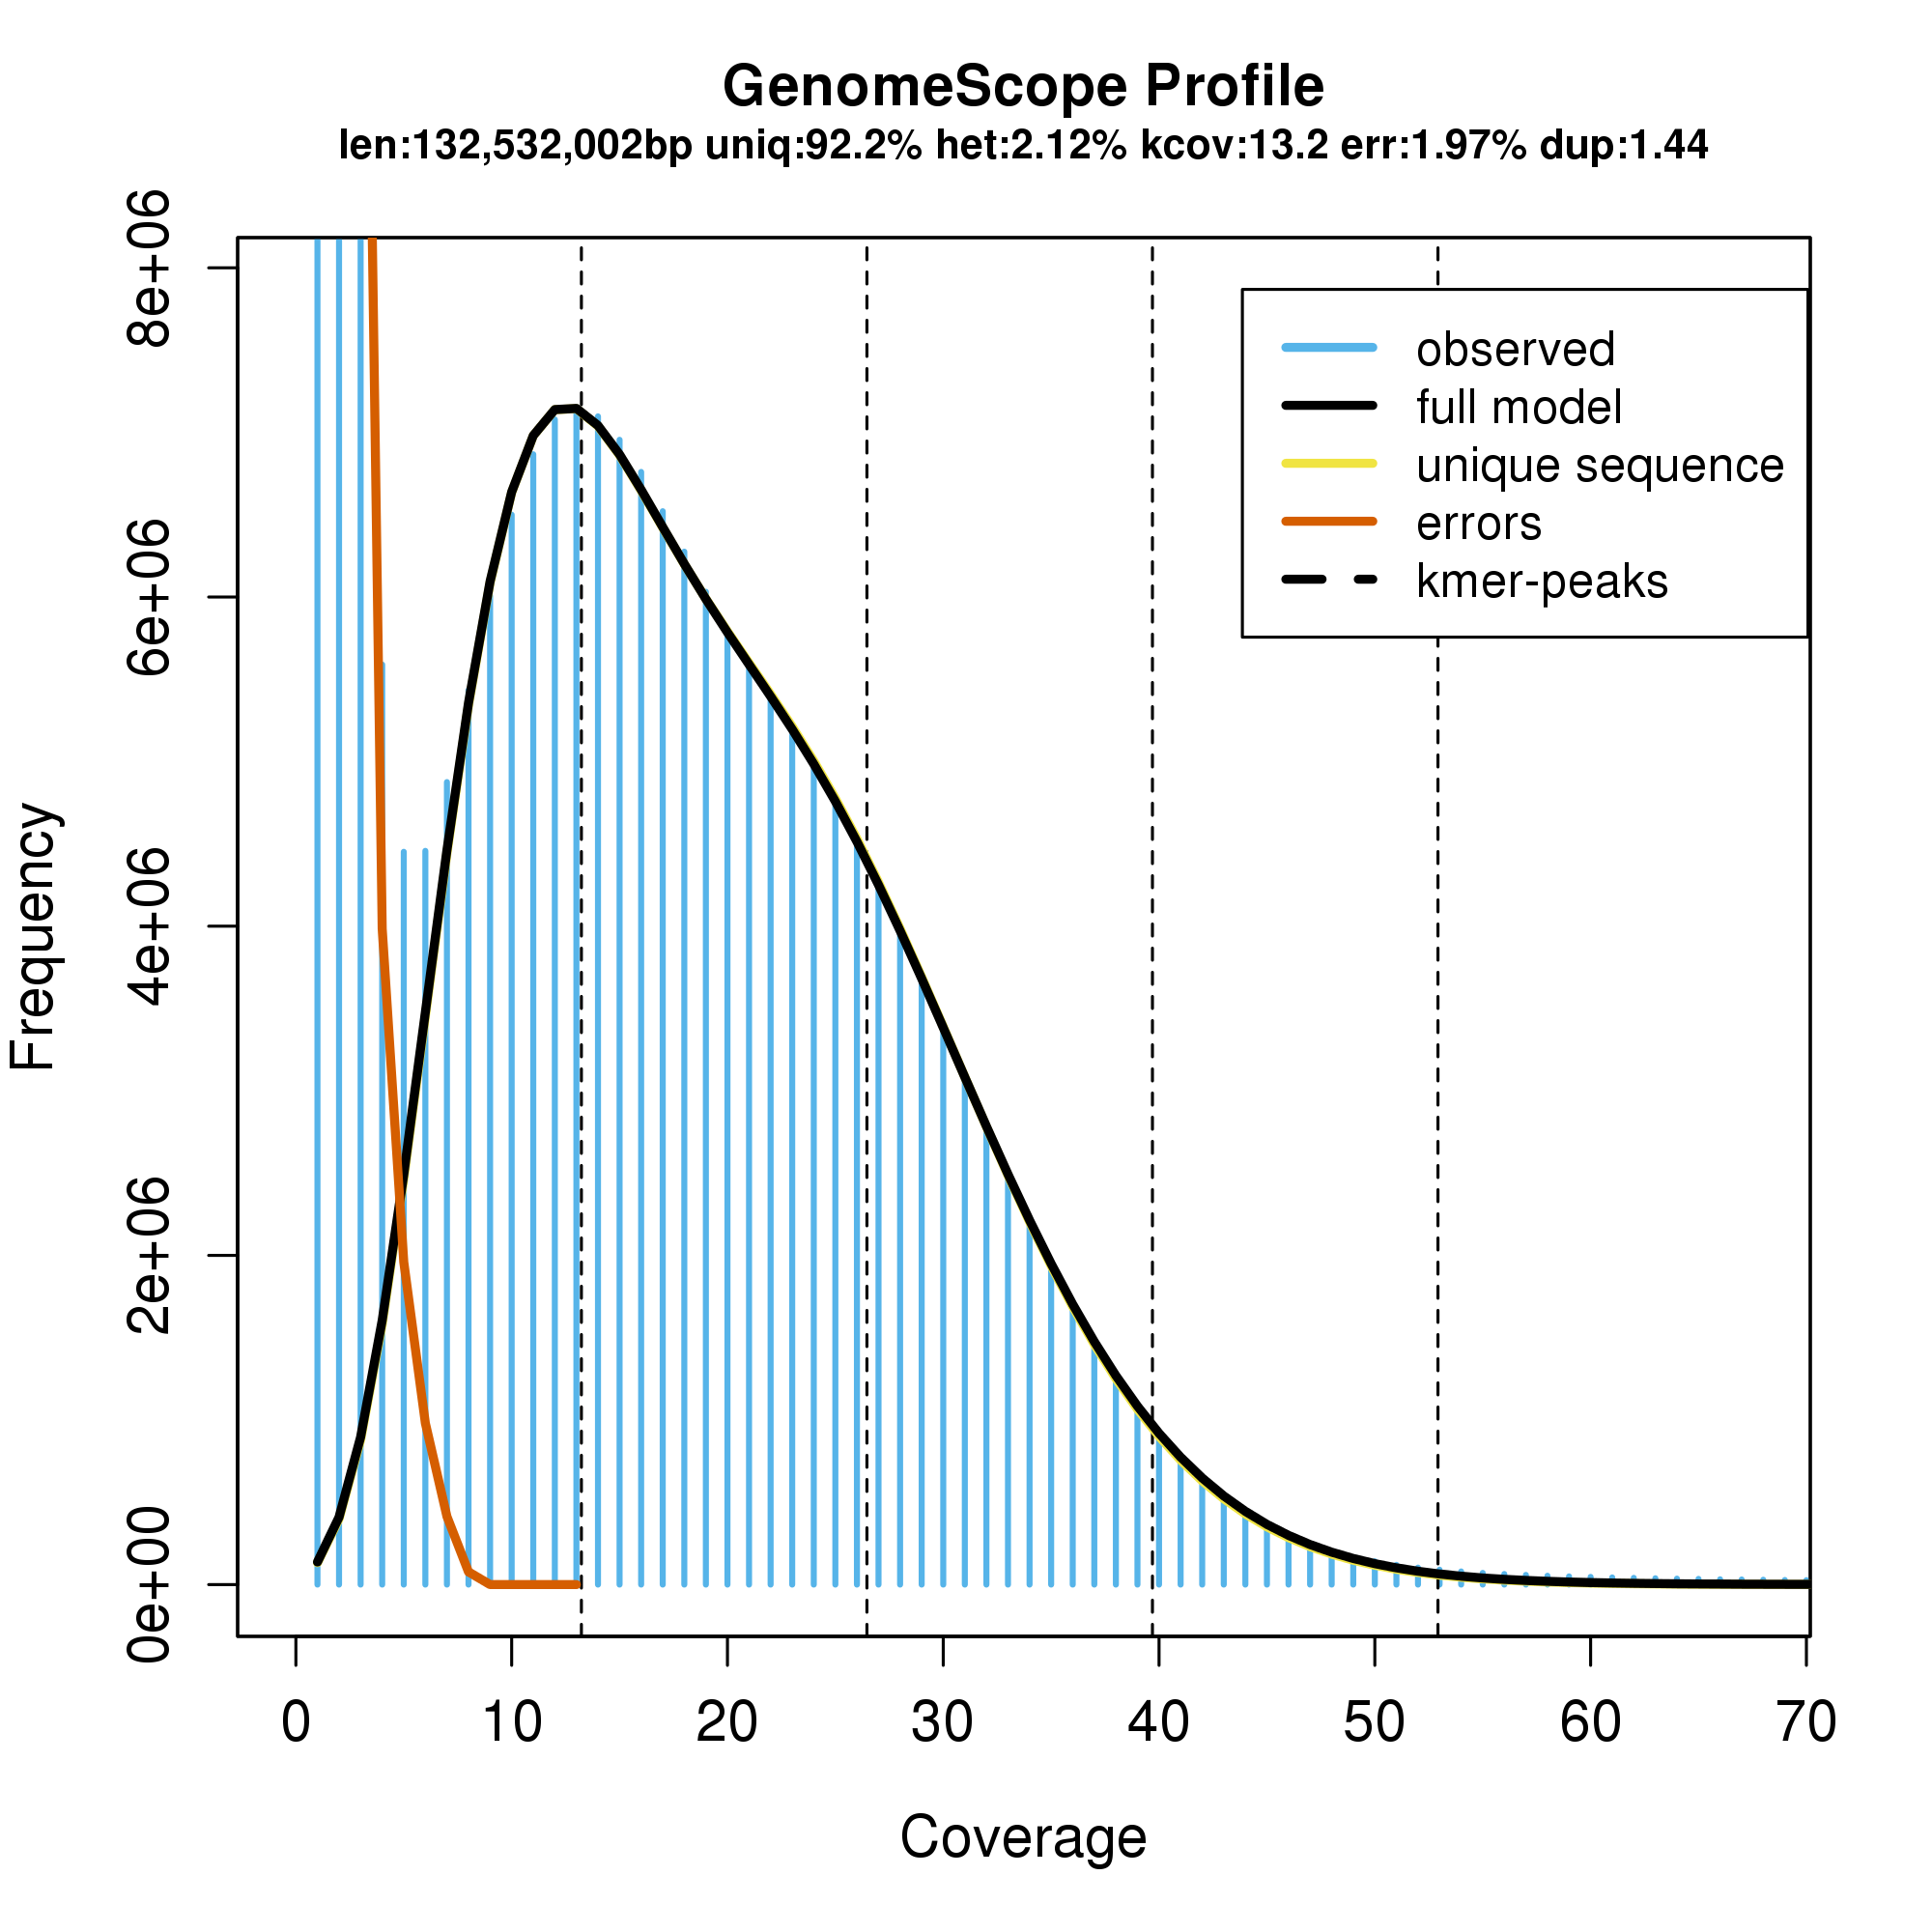 GenomeScope Profile
len:132,532,002bp uniq:92.2% het:2.12% kcov:13.2 err:1.97% dup:1.44
8e+06
6e+06
4e+06
2e+06
0e+00
Frequency
observed
full model
unique sequence
errors
kmer-peaks
0 10 20 30 40 50 60 70
Coverage